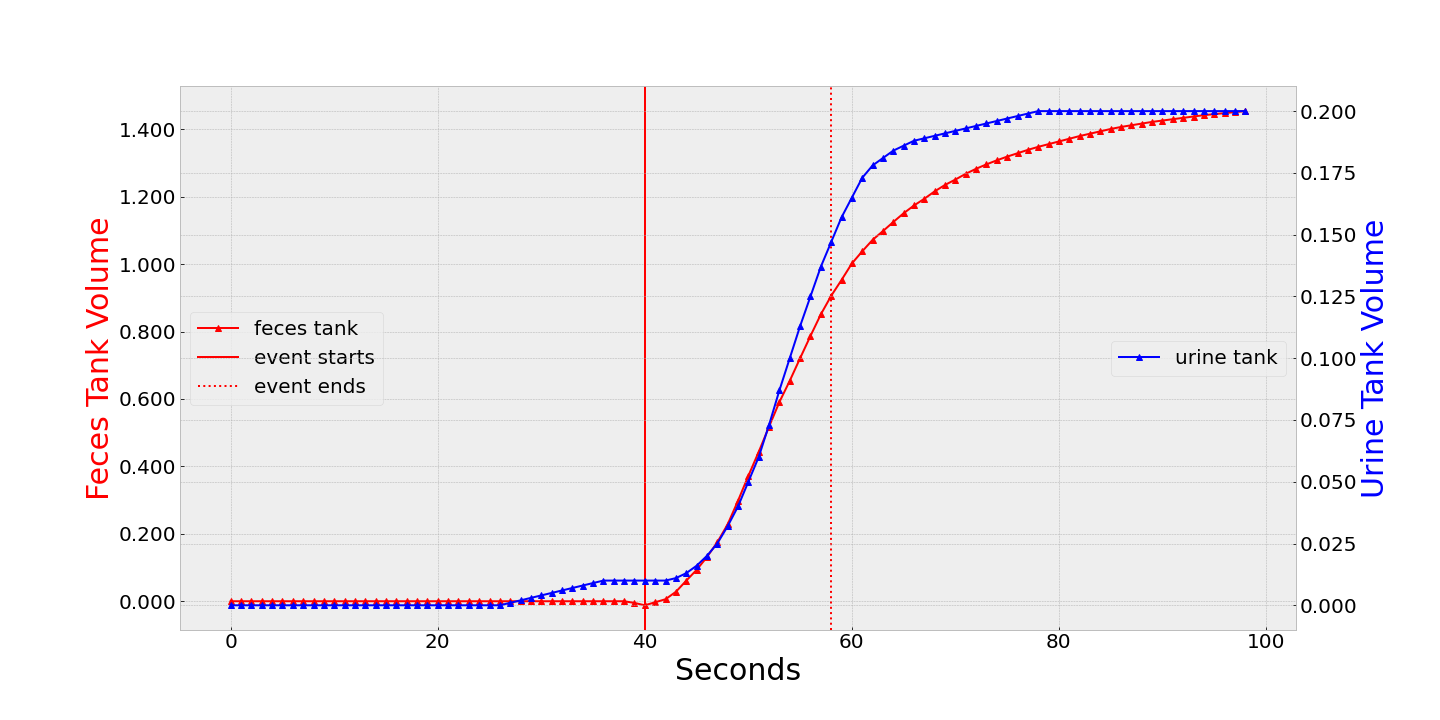 Feces Tank Volume
1.400
1.200
1.000
0.800
0.600
0.400
0.200
0.000
feces tank
event starts
event ends
urine tank
0.200
0.175
0.150
0.125
0.100
0.075
0.050
0.025
0.000
Urine Tank Volume
0 20 40 60 80 100
Seconds